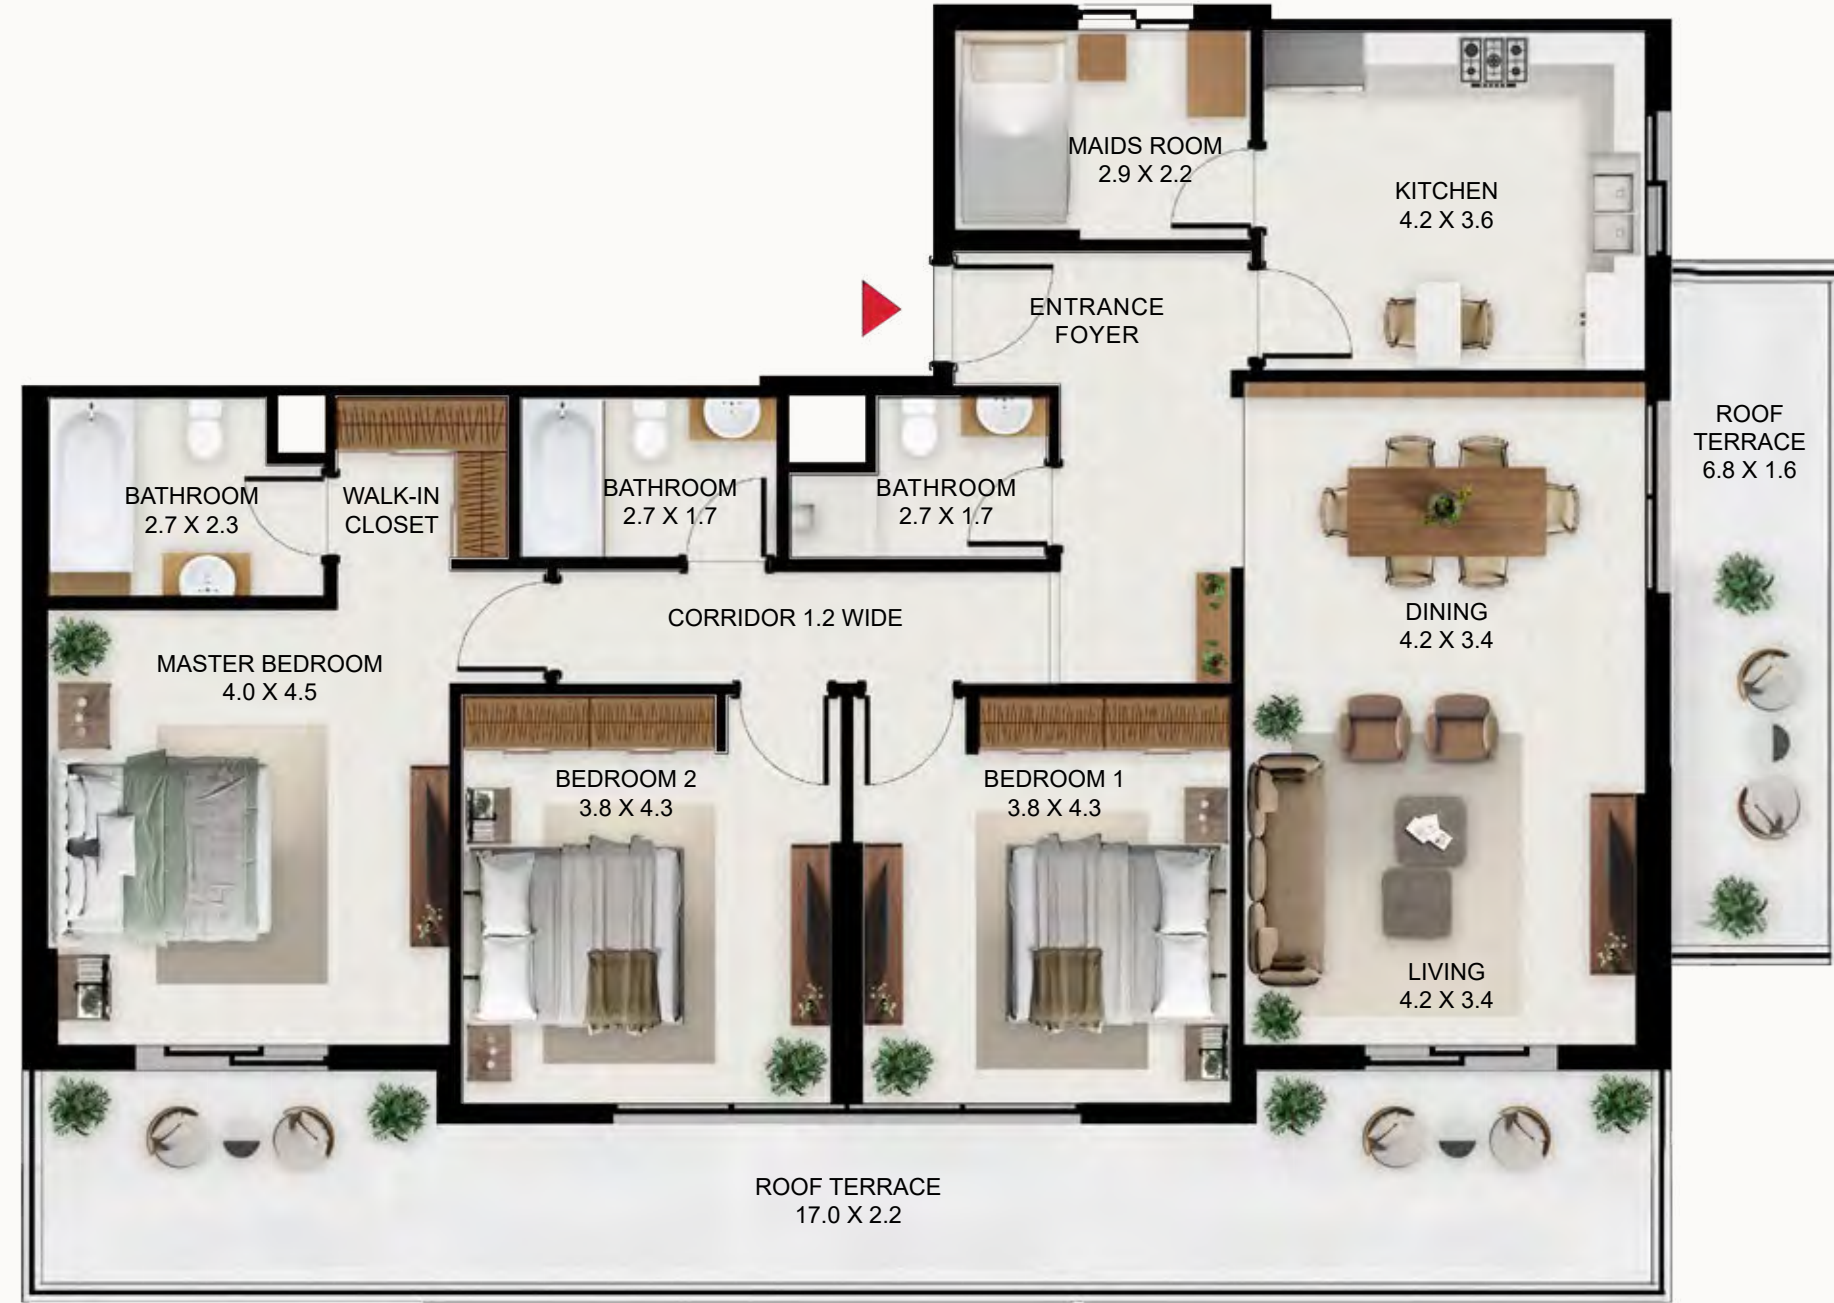 MAIDS ROOM
2.9 X 2.2
KITCHEN
4.2 X 3.6
ENTRANCE
FOYER
ROOF
TERRACE
6.8 X 1.6
BATHROOM
2.7 X 2.3
WALK-IN
CLOSET
BATHROOM
2.7 X 1.7
BATHROOM
2.7 X 1.7
DINING
4.2 X 3.4
CORRIDOR 1.2 WIDE
MASTER BEDROOM
4.0 X 4.5
BEDROOM 2
3.8 X 4.3
BEDROOM 1
3.8 X 4.3
LIVING
4.2 X 3.4
ROOF TERRACE
17.0 X 2.2